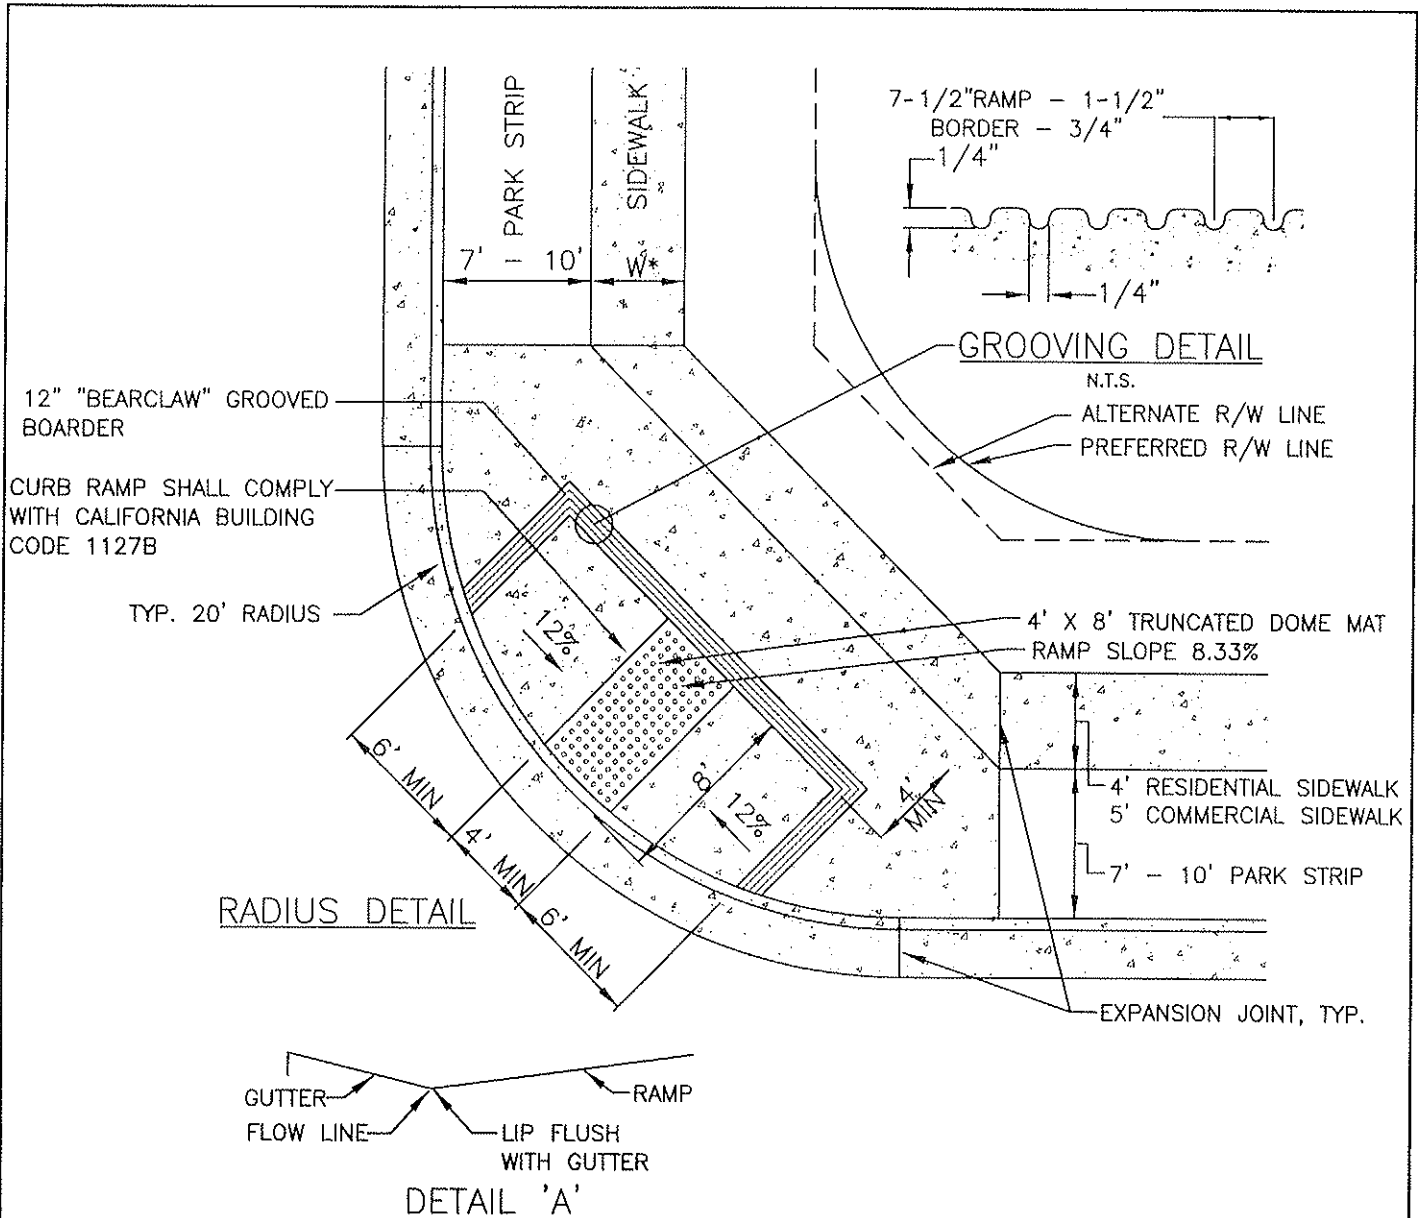 PARK STRIP
SIDEWALK
7' - 10'
W*
7-1/2"RAMP - 1-1/2"
BORDER - 3/4"
1/4"
1/4"
GROOVING DETAIL
N.T.S.
ALTERNATE R/W LINE
PREFERRED R/W LINE
12" "BEARCLAW" GROOVED
BOARDER
CURB RAMP SHALL COMPLY
WITH CALIFORNIA BUILDING
CODE 1127B
TYP. 20' RADIUS
12%
4' X 8' TRUNCATED DOME MAT
RAMP SLOPE 8.33%
6' MIN
4' MIN
6' MIN
8'
12%
4'
MIN
4' RESIDENTIAL SIDEWALK
5' COMMERCIAL SIDEWALK
7' - 10' PARK STRIP
RADIUS DETAIL
EXPANSION JOINT, TYP.
GUTTER
RAMP
FLOW LINE
LIP FLUSH
WITH GUTTER
DETAIL 'A'